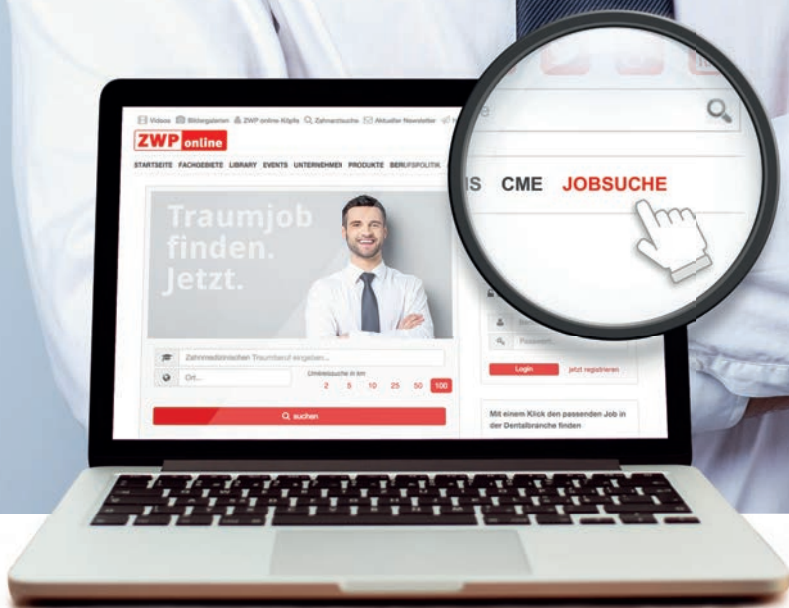 Videos Bildergalerien ZWP online Köpfe Zahnarztsuche Aktueller Newsletter
ZWP online
STARTSEITE FACHGEBIETE LIBRARY EVENTS UNTERNEHMEN PRODUKTE BERUFSPOLITIK
IS CME JOBSUCHE
Traumjob
finden.
Jetzt.
Zahnmedizinischen Traumberuf eingeben...
Ort...
Umkreissuche in km
2 5 10 25 50 100
suchen
Passwort
Login jetzt registrieren
Mit einem Klick den passenden Job in
der Dentalbranche finden